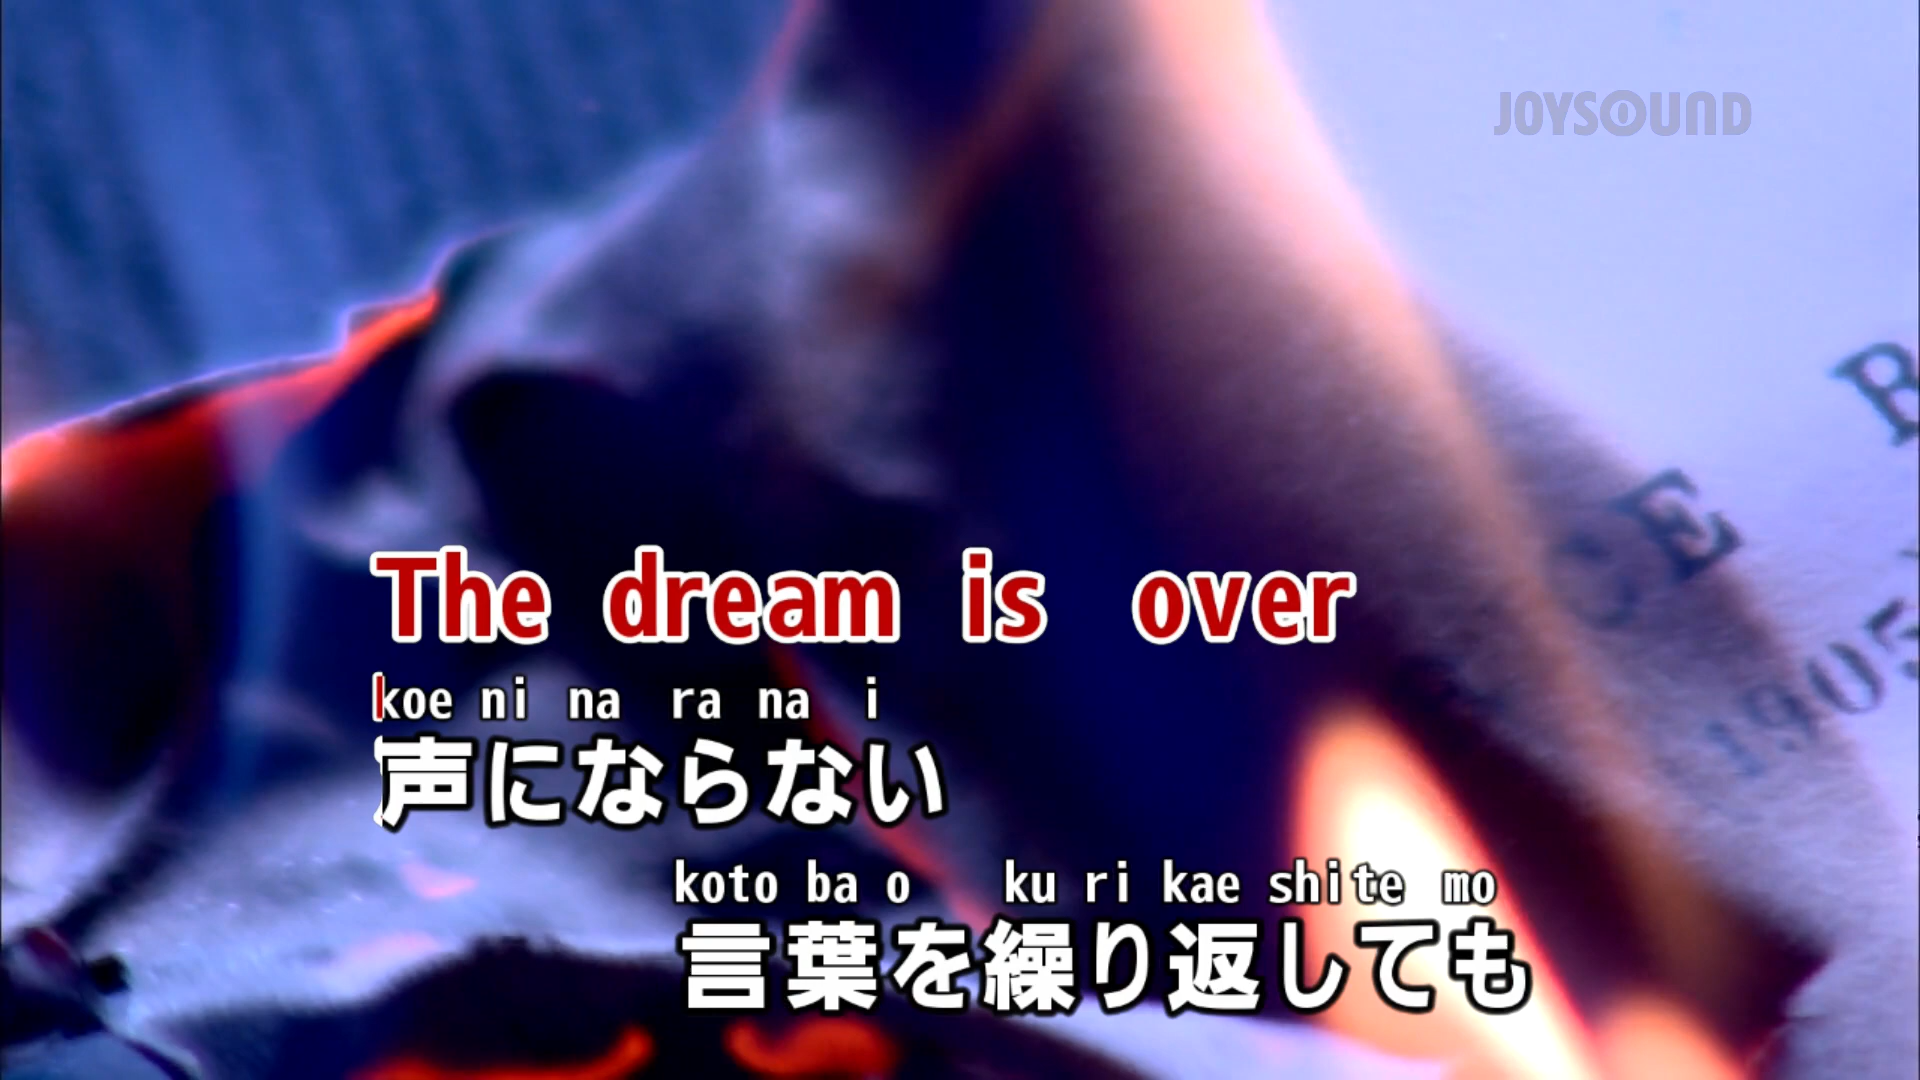 JOYSOUND
B
E
1905
The dream is over
koe ni na ra na i
声にならない
koto ba o ku ri kae shite mo
言葉を繰り返しても